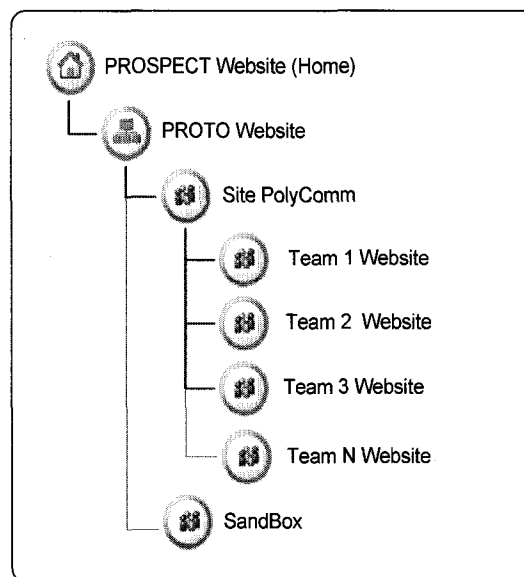 PROSPECT Website (Home)
PROTO Website
Site PolyComm
Team 1 Website
Team 2 Website
Team 3 Website
Team N Website
SandBox